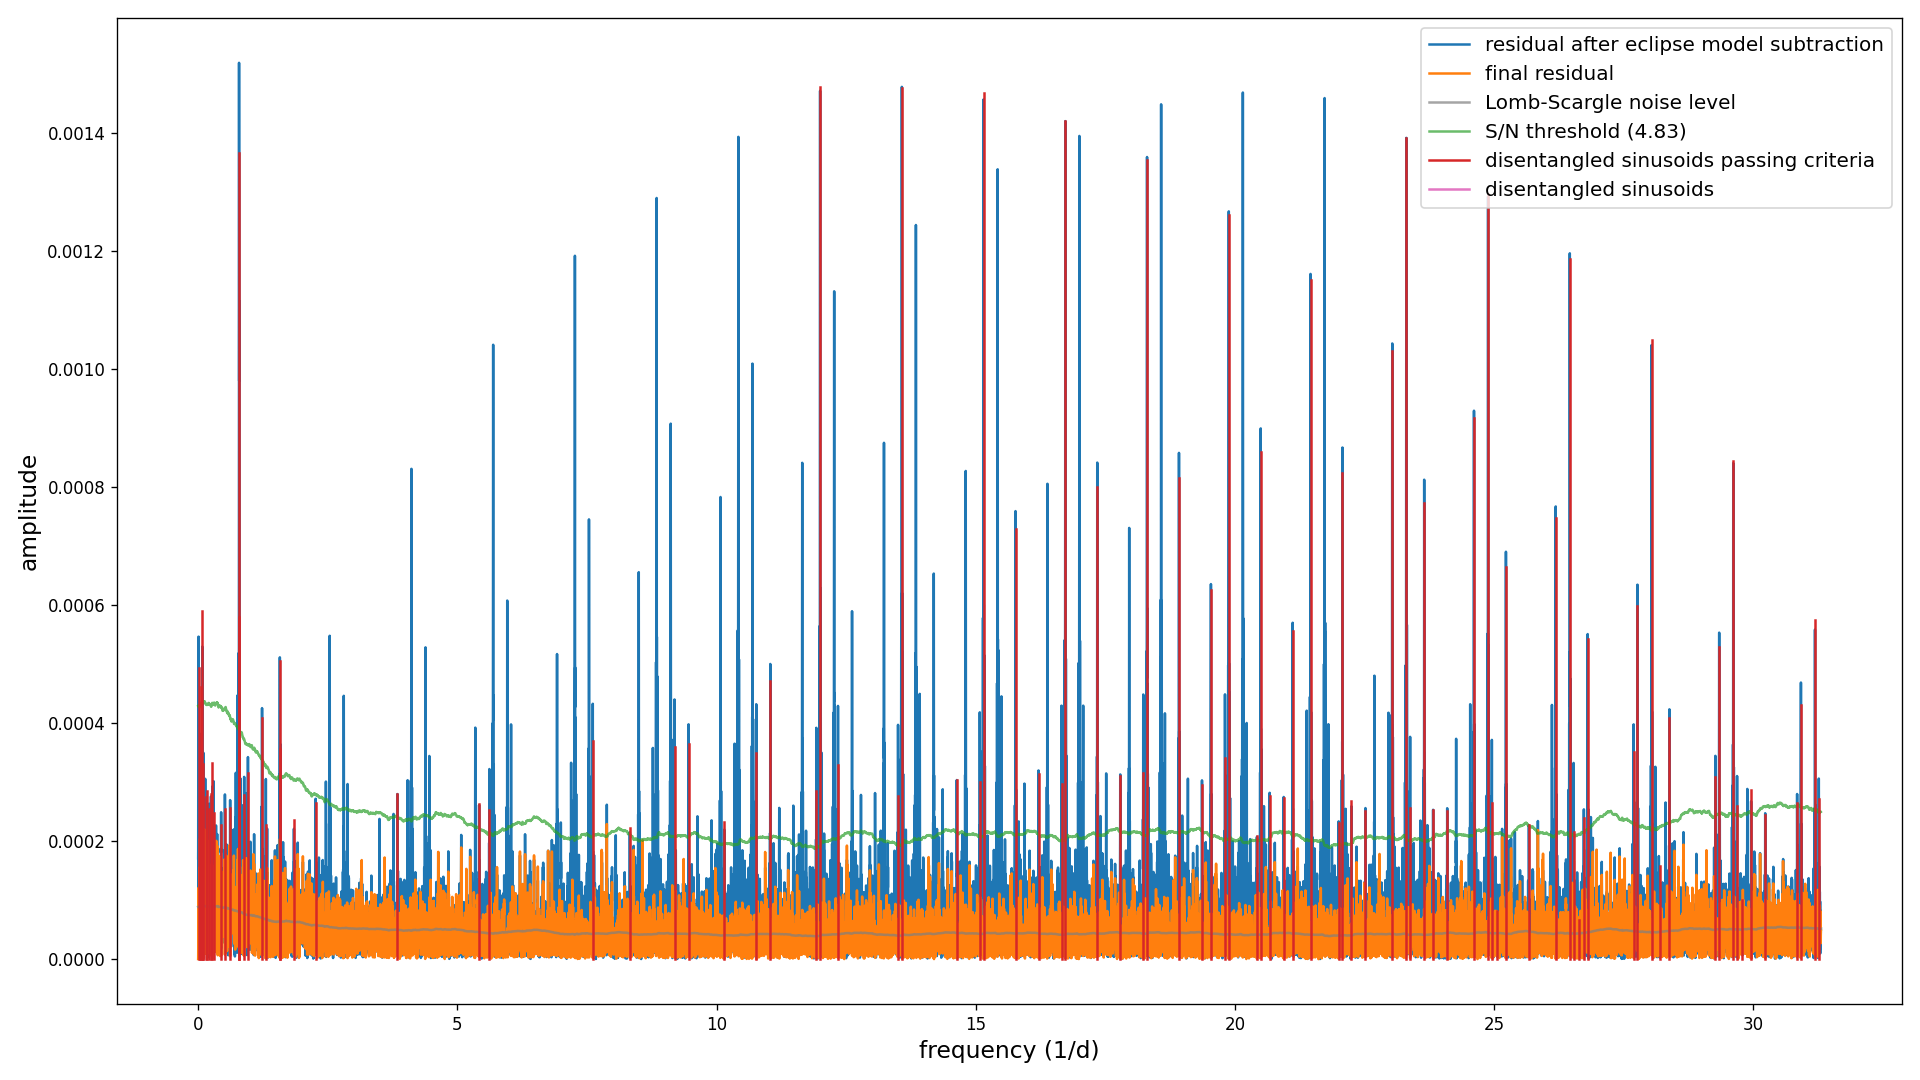 residual after eclipse model subtraction
final residual
Lomb-Scargle noise level
S/N threshold (4.83)
disentangled sinusoids passing criteria
disentangled sinusoids
amplitude
0.0014
0.0012
0.0010
0.0008
0.0006
0.0004
0.0002
0.0000
0 5 10 15 20 25 30
frequency (1/d)